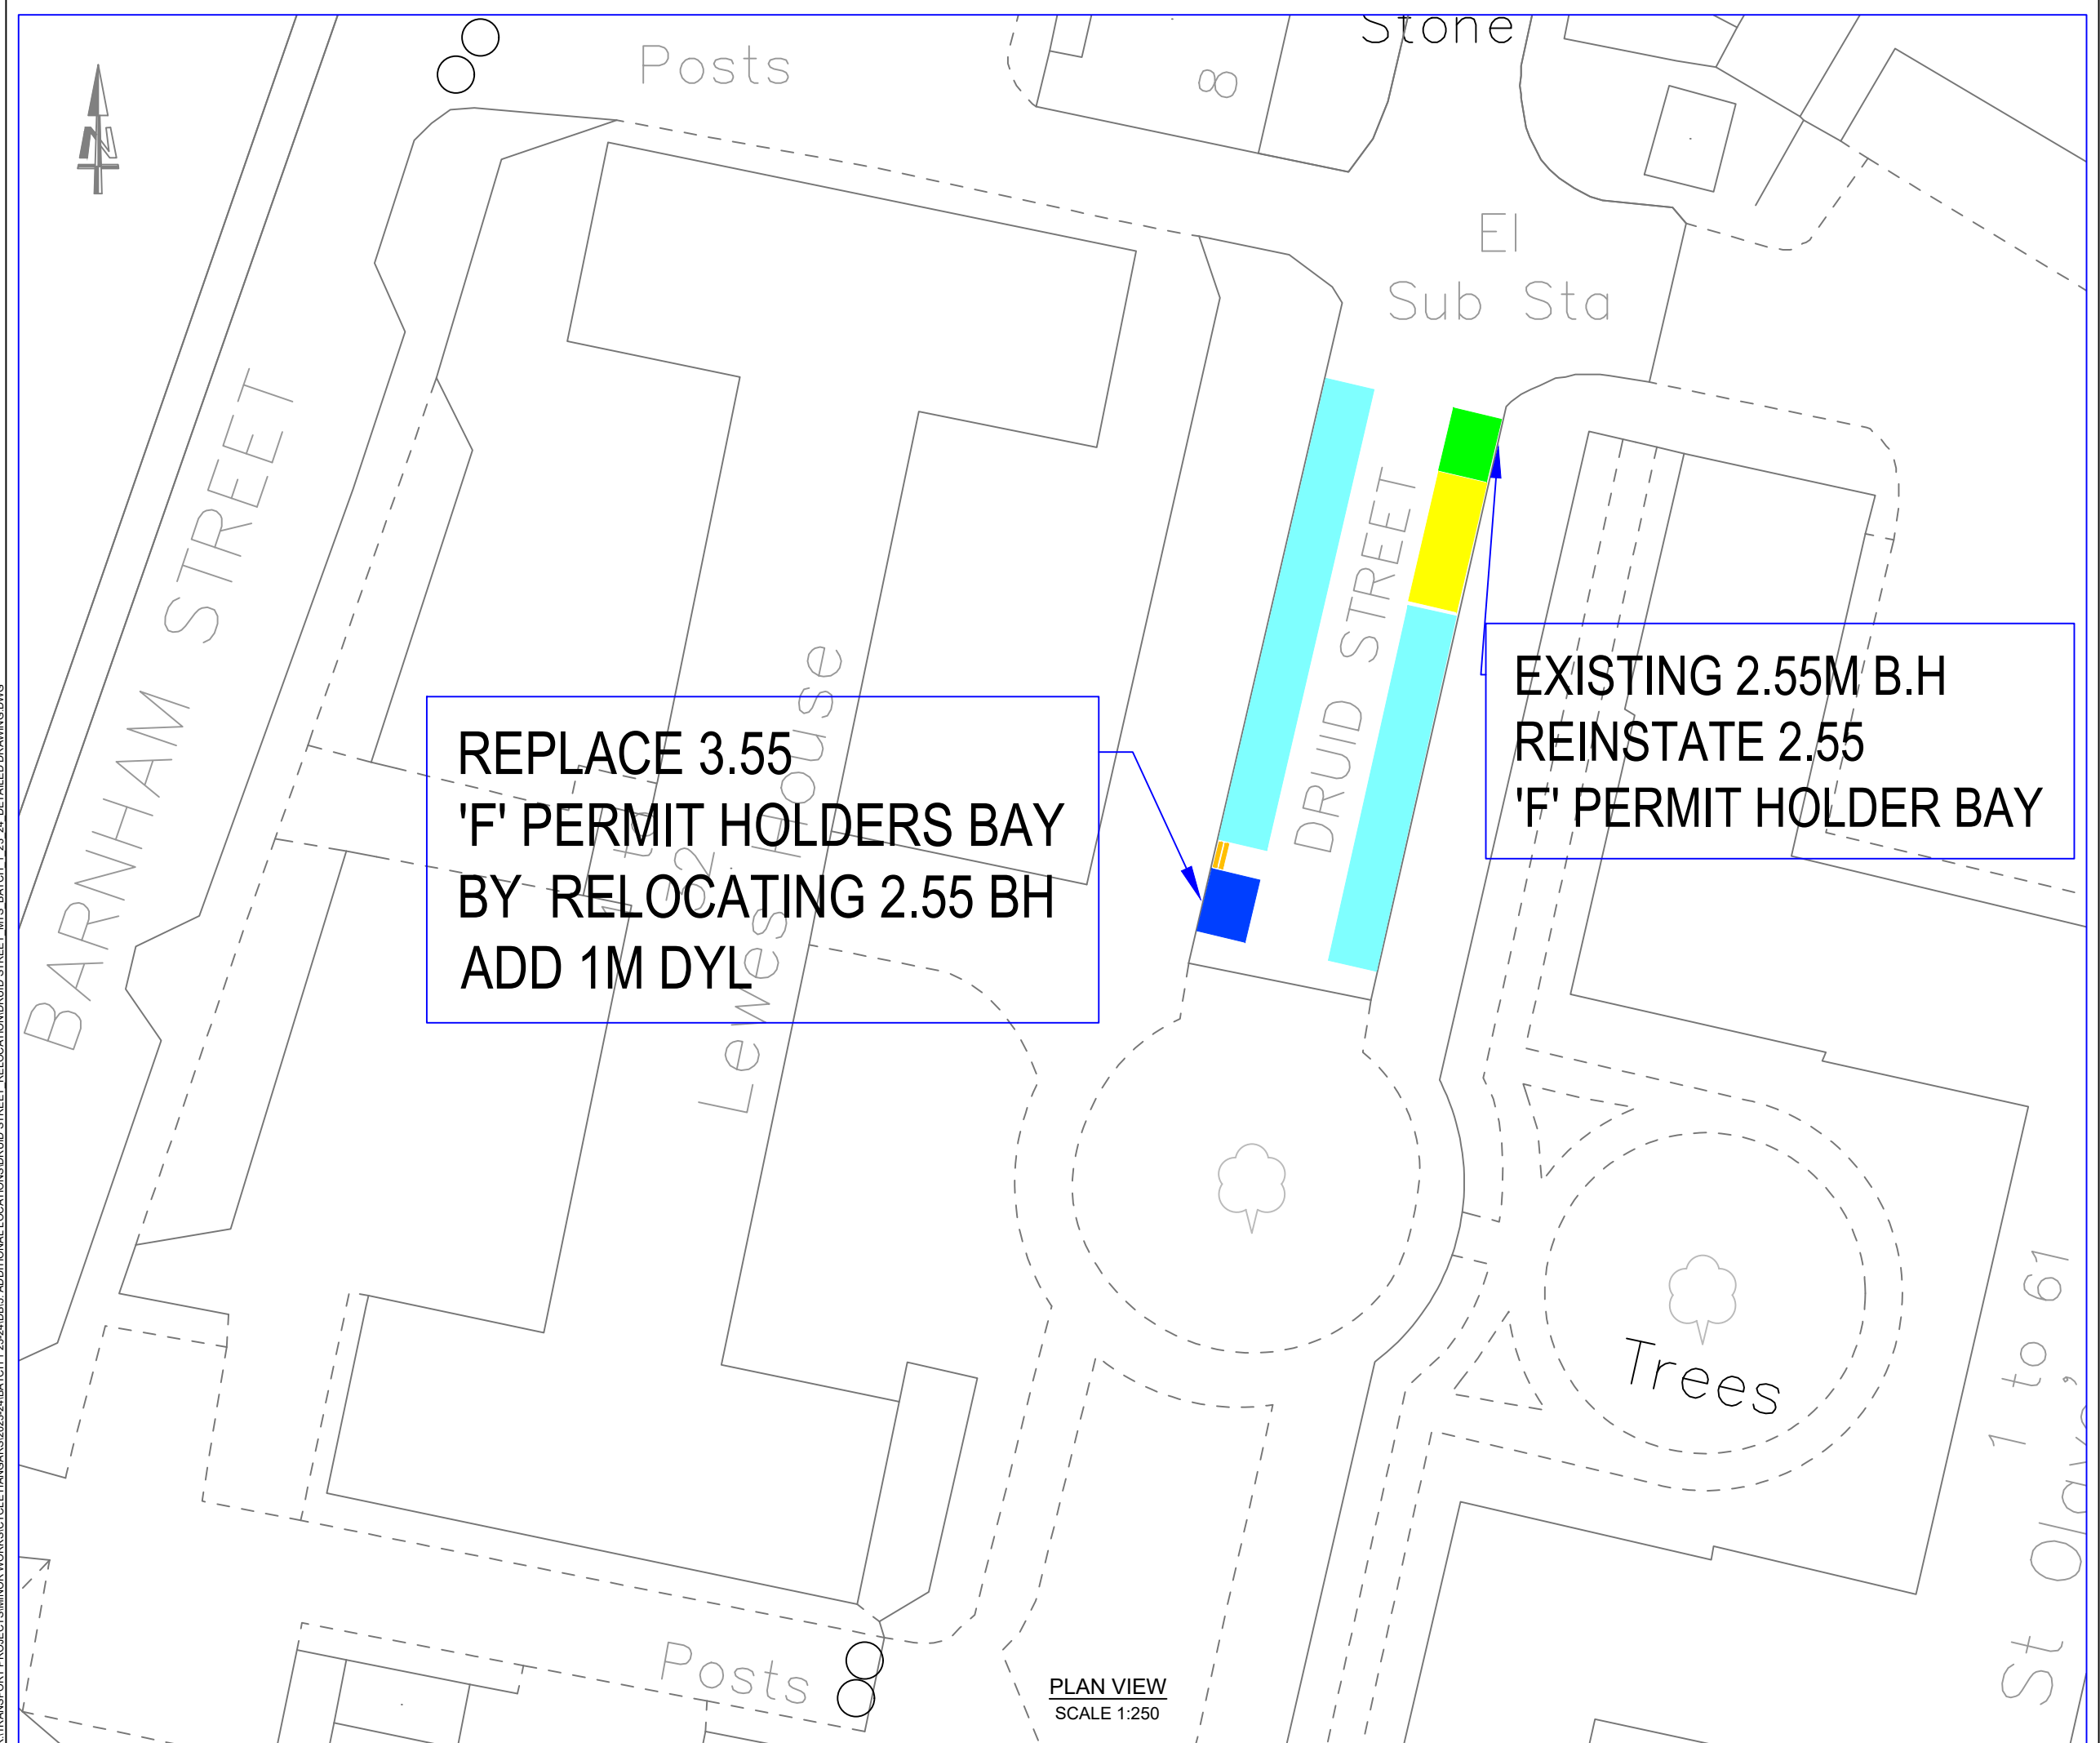 Stone
Posts
8
N
El
Sub Sta
BARNHAM STREET
DRUID STREET
Lewes House
EXISTING 2.55M B.H
REINSTATE 2.55
'F' PERMIT HOLDER BAY
REPLACE 3.55
'F' PERMIT HOLDERS BAY
BY RELOCATING 2.55 BH
ADD 1M DYL
Trees
1 to 61
Posts
PLAN VIEW
SCALE 1:250